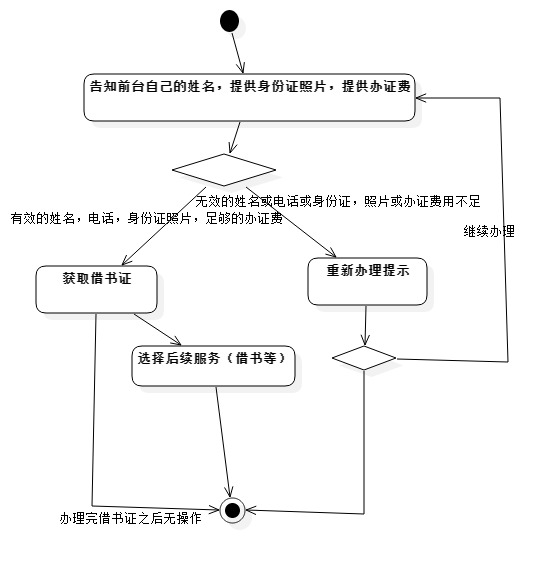 告知前台自己的姓名，提供身份证照片，提供办证费
无效的姓名或电话或身份证，照片或办证费用不足
有效的姓名，电话，身份证照片，足够的办证费
继续办理
重新办理提示
获取借书证
选择后续服务（借书等）
办理完借书证之后无操作